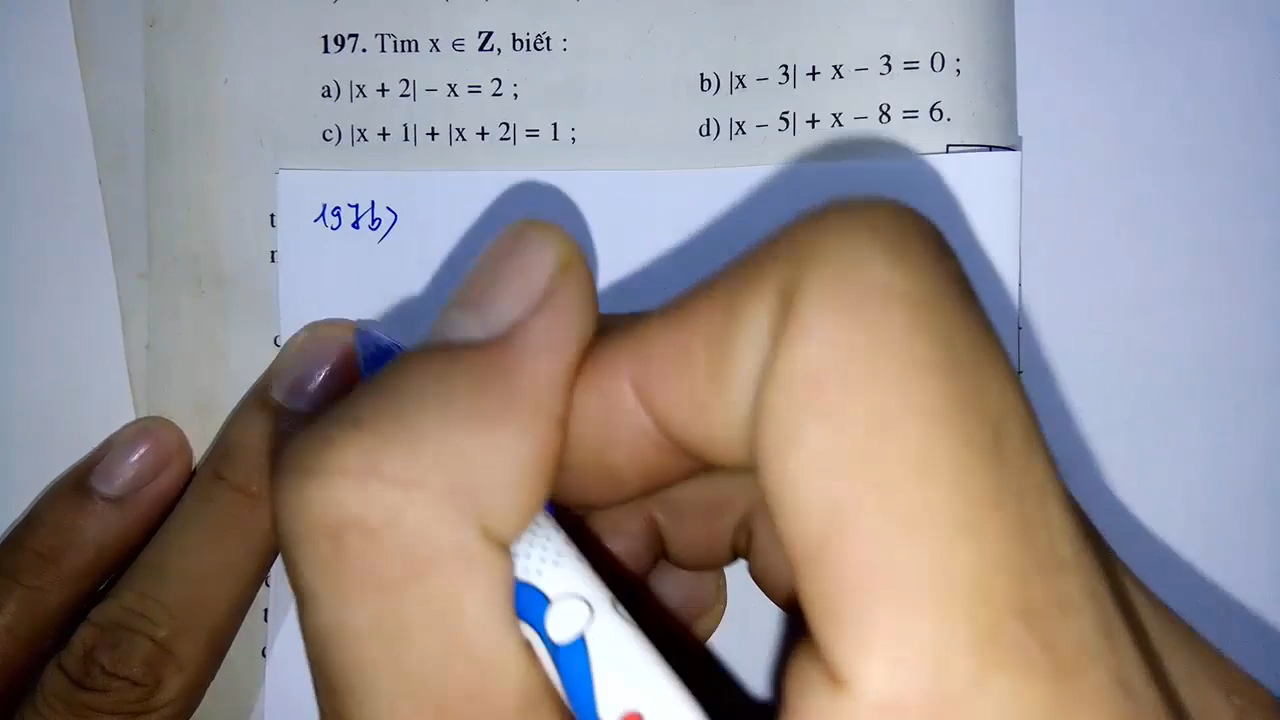 197. Tìm x ∈ Z, biết :
a) |x + 2| − x = 2 ;
b) |x − 3| + x − 3 = 0 ;
c) |x + 1| + |x + 2| = 1 ;
d) |x − 5| + x − 8 = 6.
197b)